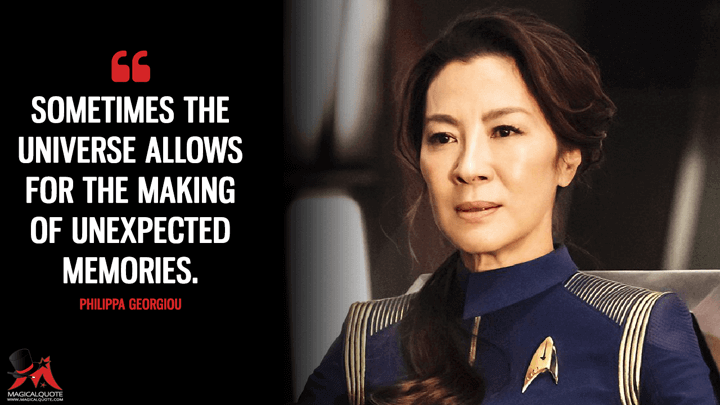 SOMETIMES THE
UNIVERSE ALLOWS
FOR THE MAKING
OF UNEXPECTED
MEMORIES.
PHILIPPA GEORGIOU
MAGICALQUOTE
WWW.MAGICALQUOTE.COM